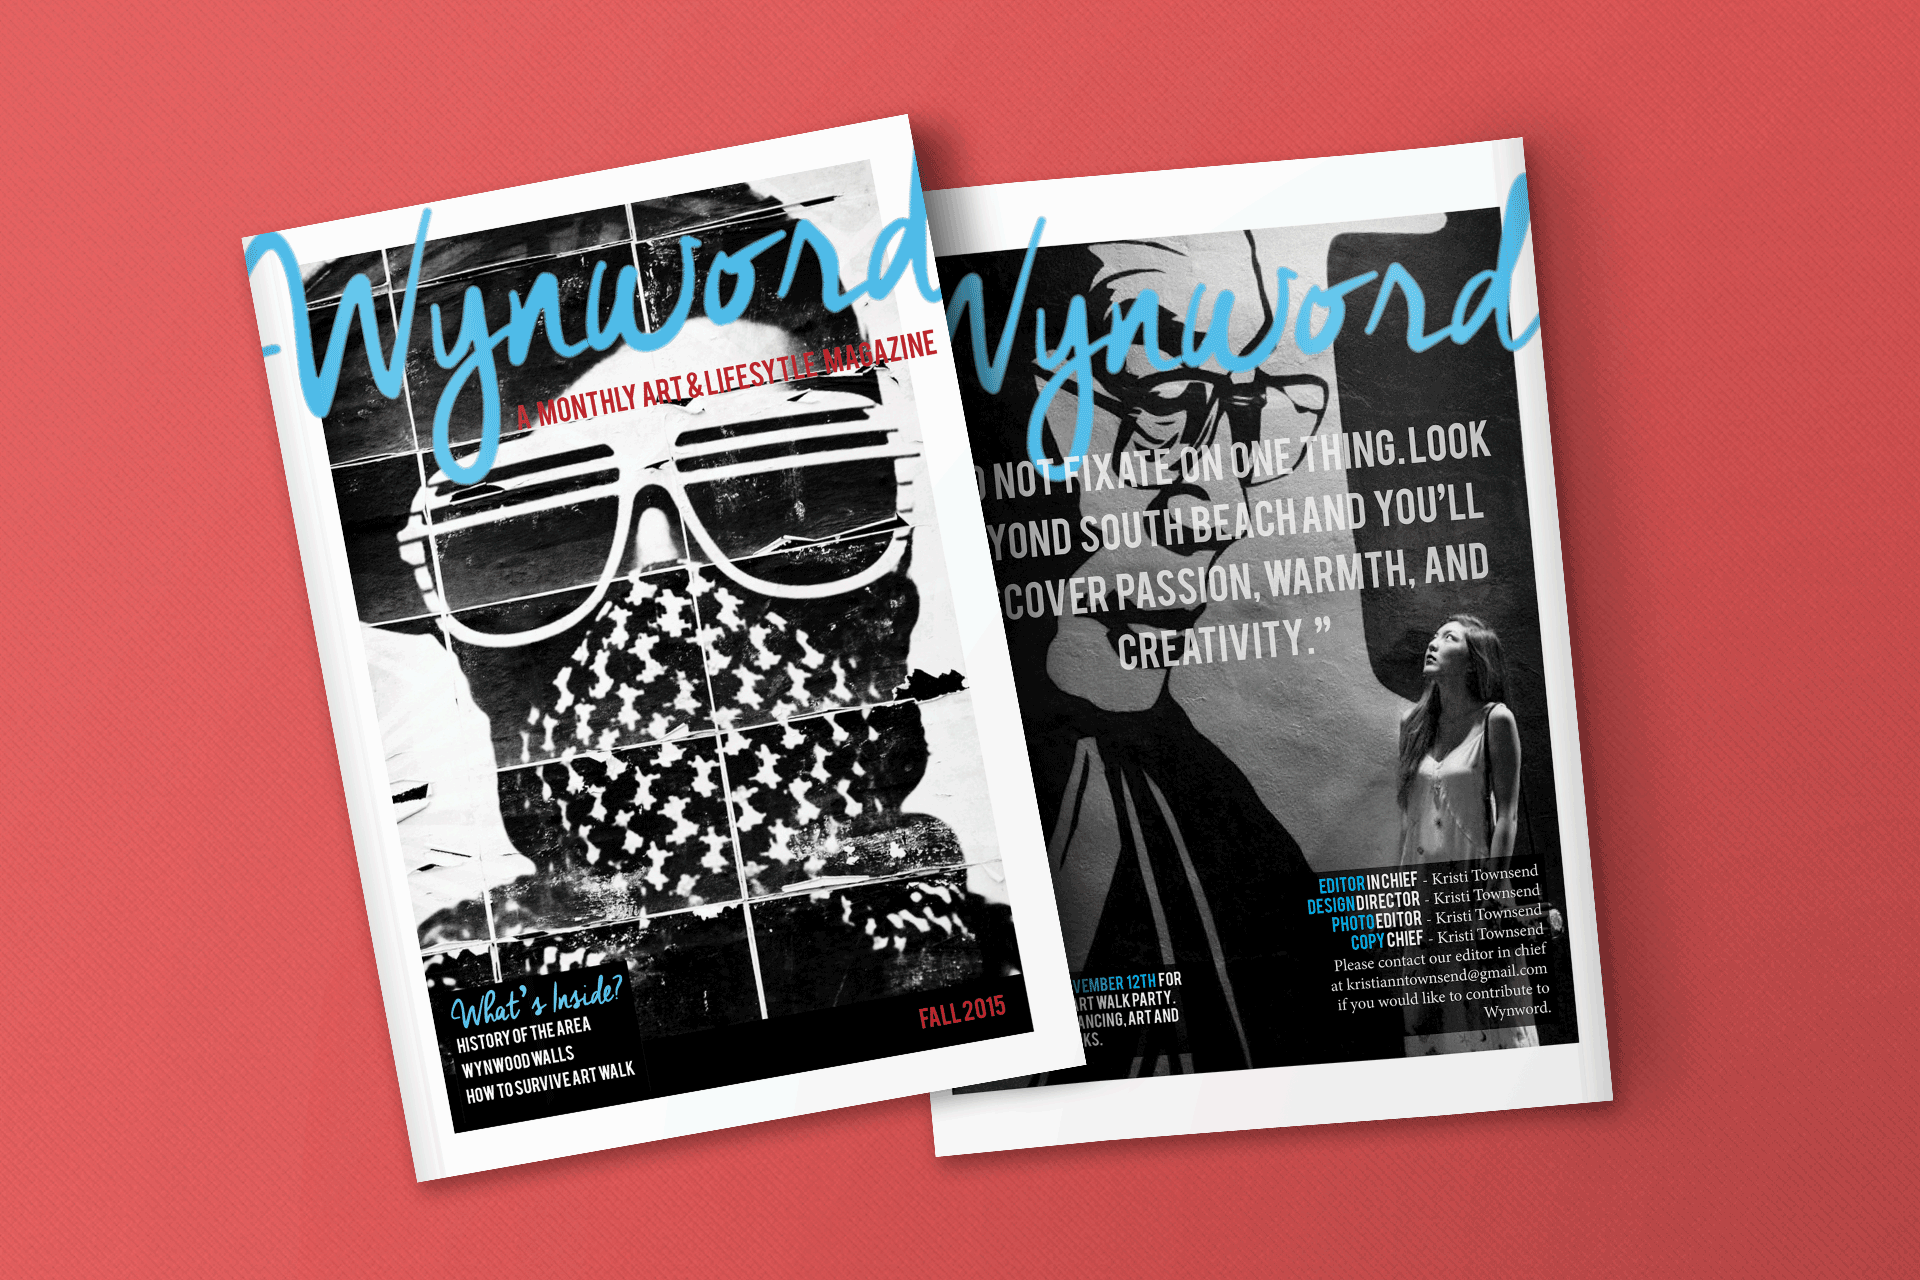 Wynword
A MONTHLY ART & LIFESYTLE MAGAZINE
What's Inside?
HISTORY OF THE AREA
WYNWOOD WALLS
HOW TO SURVIVE ART WALK
FALL 2015
Wynword
NOT FIXATE ON ONE THING. LOOK
YOND SOUTH BEACH AND YOU'LL
COVER PASSION, WARMTH, AND
CREATIVITY.”
VEMBER 12TH FOR
ART WALK PARTY.
ANCING, ART AND
KS.
EDITOR IN CHIEF - Kristi Townsend
DESIGN DIRECTOR - Kristi Townsend
PHOTO EDITOR - Kristi Townsend
COPY CHIEF - Kristi Townsend
Please contact our editor in chief
at kristianntownsend@gmail.com
if you would like to contribute to
Wynword.